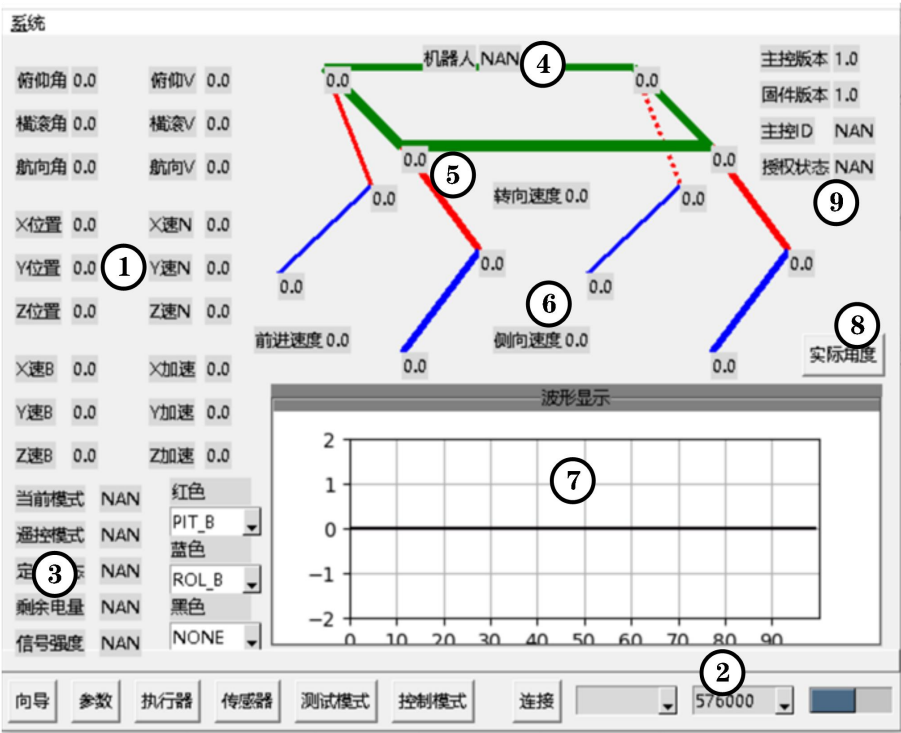 系统
机器人 NAN ④
俯仰角 0.0 俯仰V 0.0
横滚角 0.0 横滚V 0.0
航向角 0.0 航向V 0.0
X位置 0.0 X速N 0.0
Y位置 0.0 ① Y速N 0.0
Z位置 0.0 Z速N 0.0
X速B 0.0 X加速 0.0
Y速B 0.0 Y加速 0.0
Z速B 0.0 Z加速 0.0
当前模式 NAN
遥控模式 NAN
定 ③ NAN
剩余电量 NAN
信号强度 NAN
红色
PIT_B
蓝色
ROL_B
黑色
NONE
0.0 0.0
0.0 ⑤ 0.0
0.0 转向速度 0.0 0.0
0.0 0.0
0.0 ⑥ 0.0
前进速度 0.0 侧向速度 0.0
0.0 0.0
主控版本 1.0
固件版本 1.0
主控ID NAN
授权状态 NAN
⑨
⑧
实际角度
波形显示
2
1 ⑦
0
−1
−2
0 10 20 30 40 50 60 70 80 90
②
向导 参数 执行器 传感器 测试模式 控制模式 连接 576000